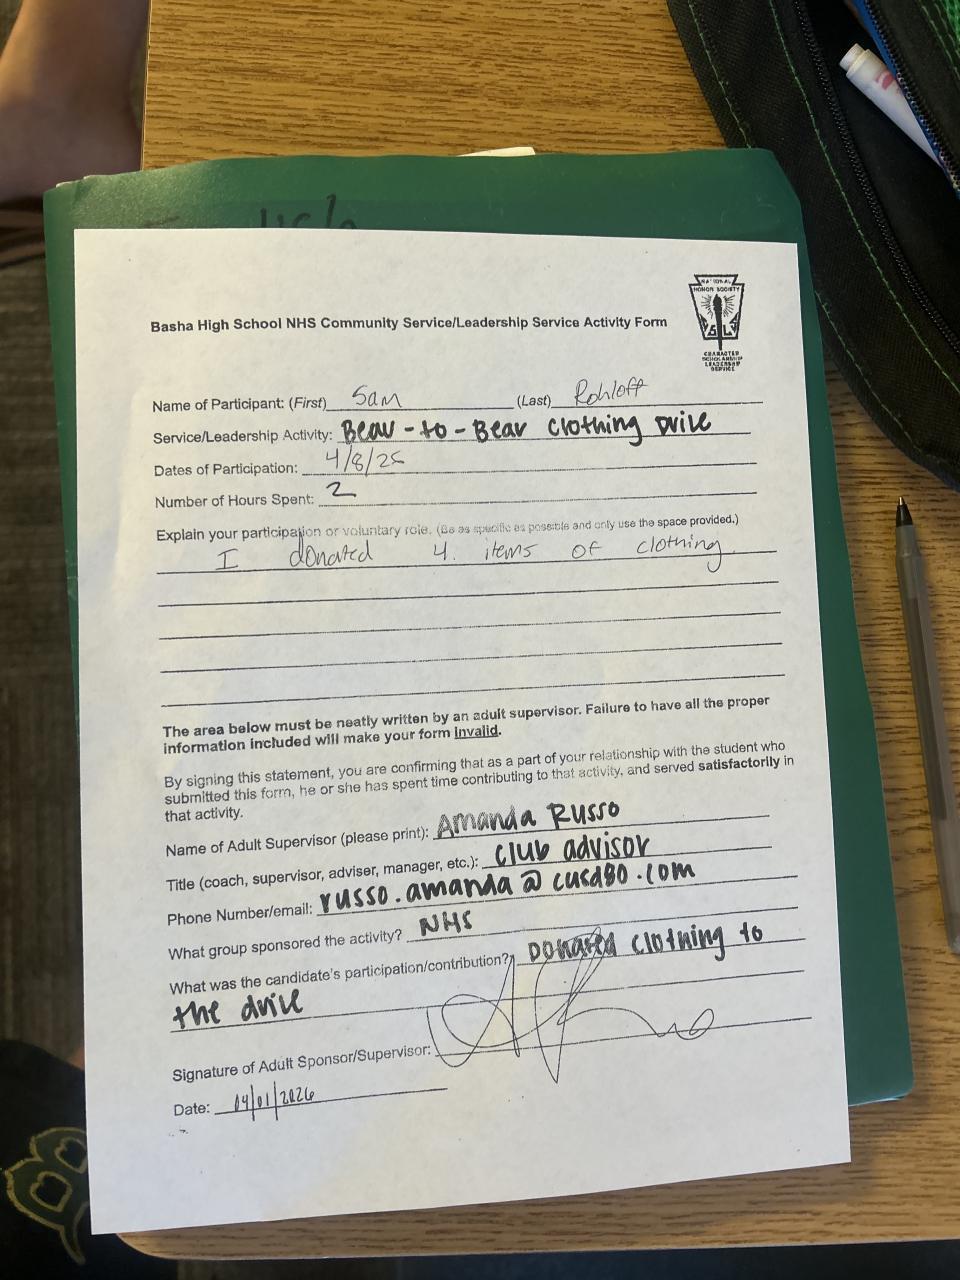 NATIONAL
HONOR SOCIETY
CHARACTER
SCHOLARSHIP
LEADERSHIP
SERVICE
Basha High School NHS Community Service/Leadership Service Activity Form
Name of Participant: (First) Sam (Last) Rohloff
Service/Leadership Activity: Bear-to-Bear clothing Drive
Dates of Participation: 4/8/25
Number of Hours Spent: 2
Explain your participation or voluntary role. (Be as specific as possible and only use the space provided.)
I donated 4. items of clothing
The area below must be neatly written by an adult supervisor. Failure to have all the proper
information included will make your form invalid.
By signing this statement, you are confirming that as a part of your relationship with the student who
submitted this form, he or she has spent time contributing to that activity, and served satisfactorily in
that activity.
Name of Adult Supervisor (please print): Amanda Russo
Title (coach, supervisor, adviser, manager, etc.): club advisor
Phone Number/email: russo.amanda@cusd80.com
What group sponsored the activity? NHS
What was the candidate's participation/contribution? Donated clothing to
the drive
Signature of Adult Sponsor/Supervisor:
Date: 04/01/2026